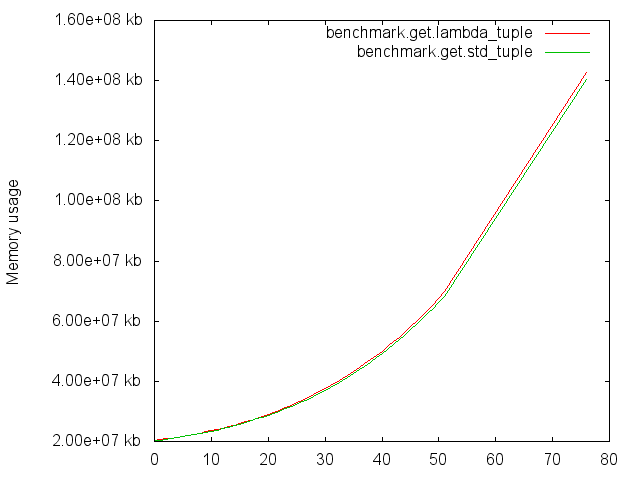 1.60e+08 kb
benchmark.get.lambda_tuple
benchmark.get.std_tuple
1.40e+08 kb
1.20e+08 kb
1.00e+08 kb
Memory usage
8.00e+07 kb
6.00e+07 kb
4.00e+07 kb
2.00e+07 kb
0 10 20 30 40 50 60 70 80